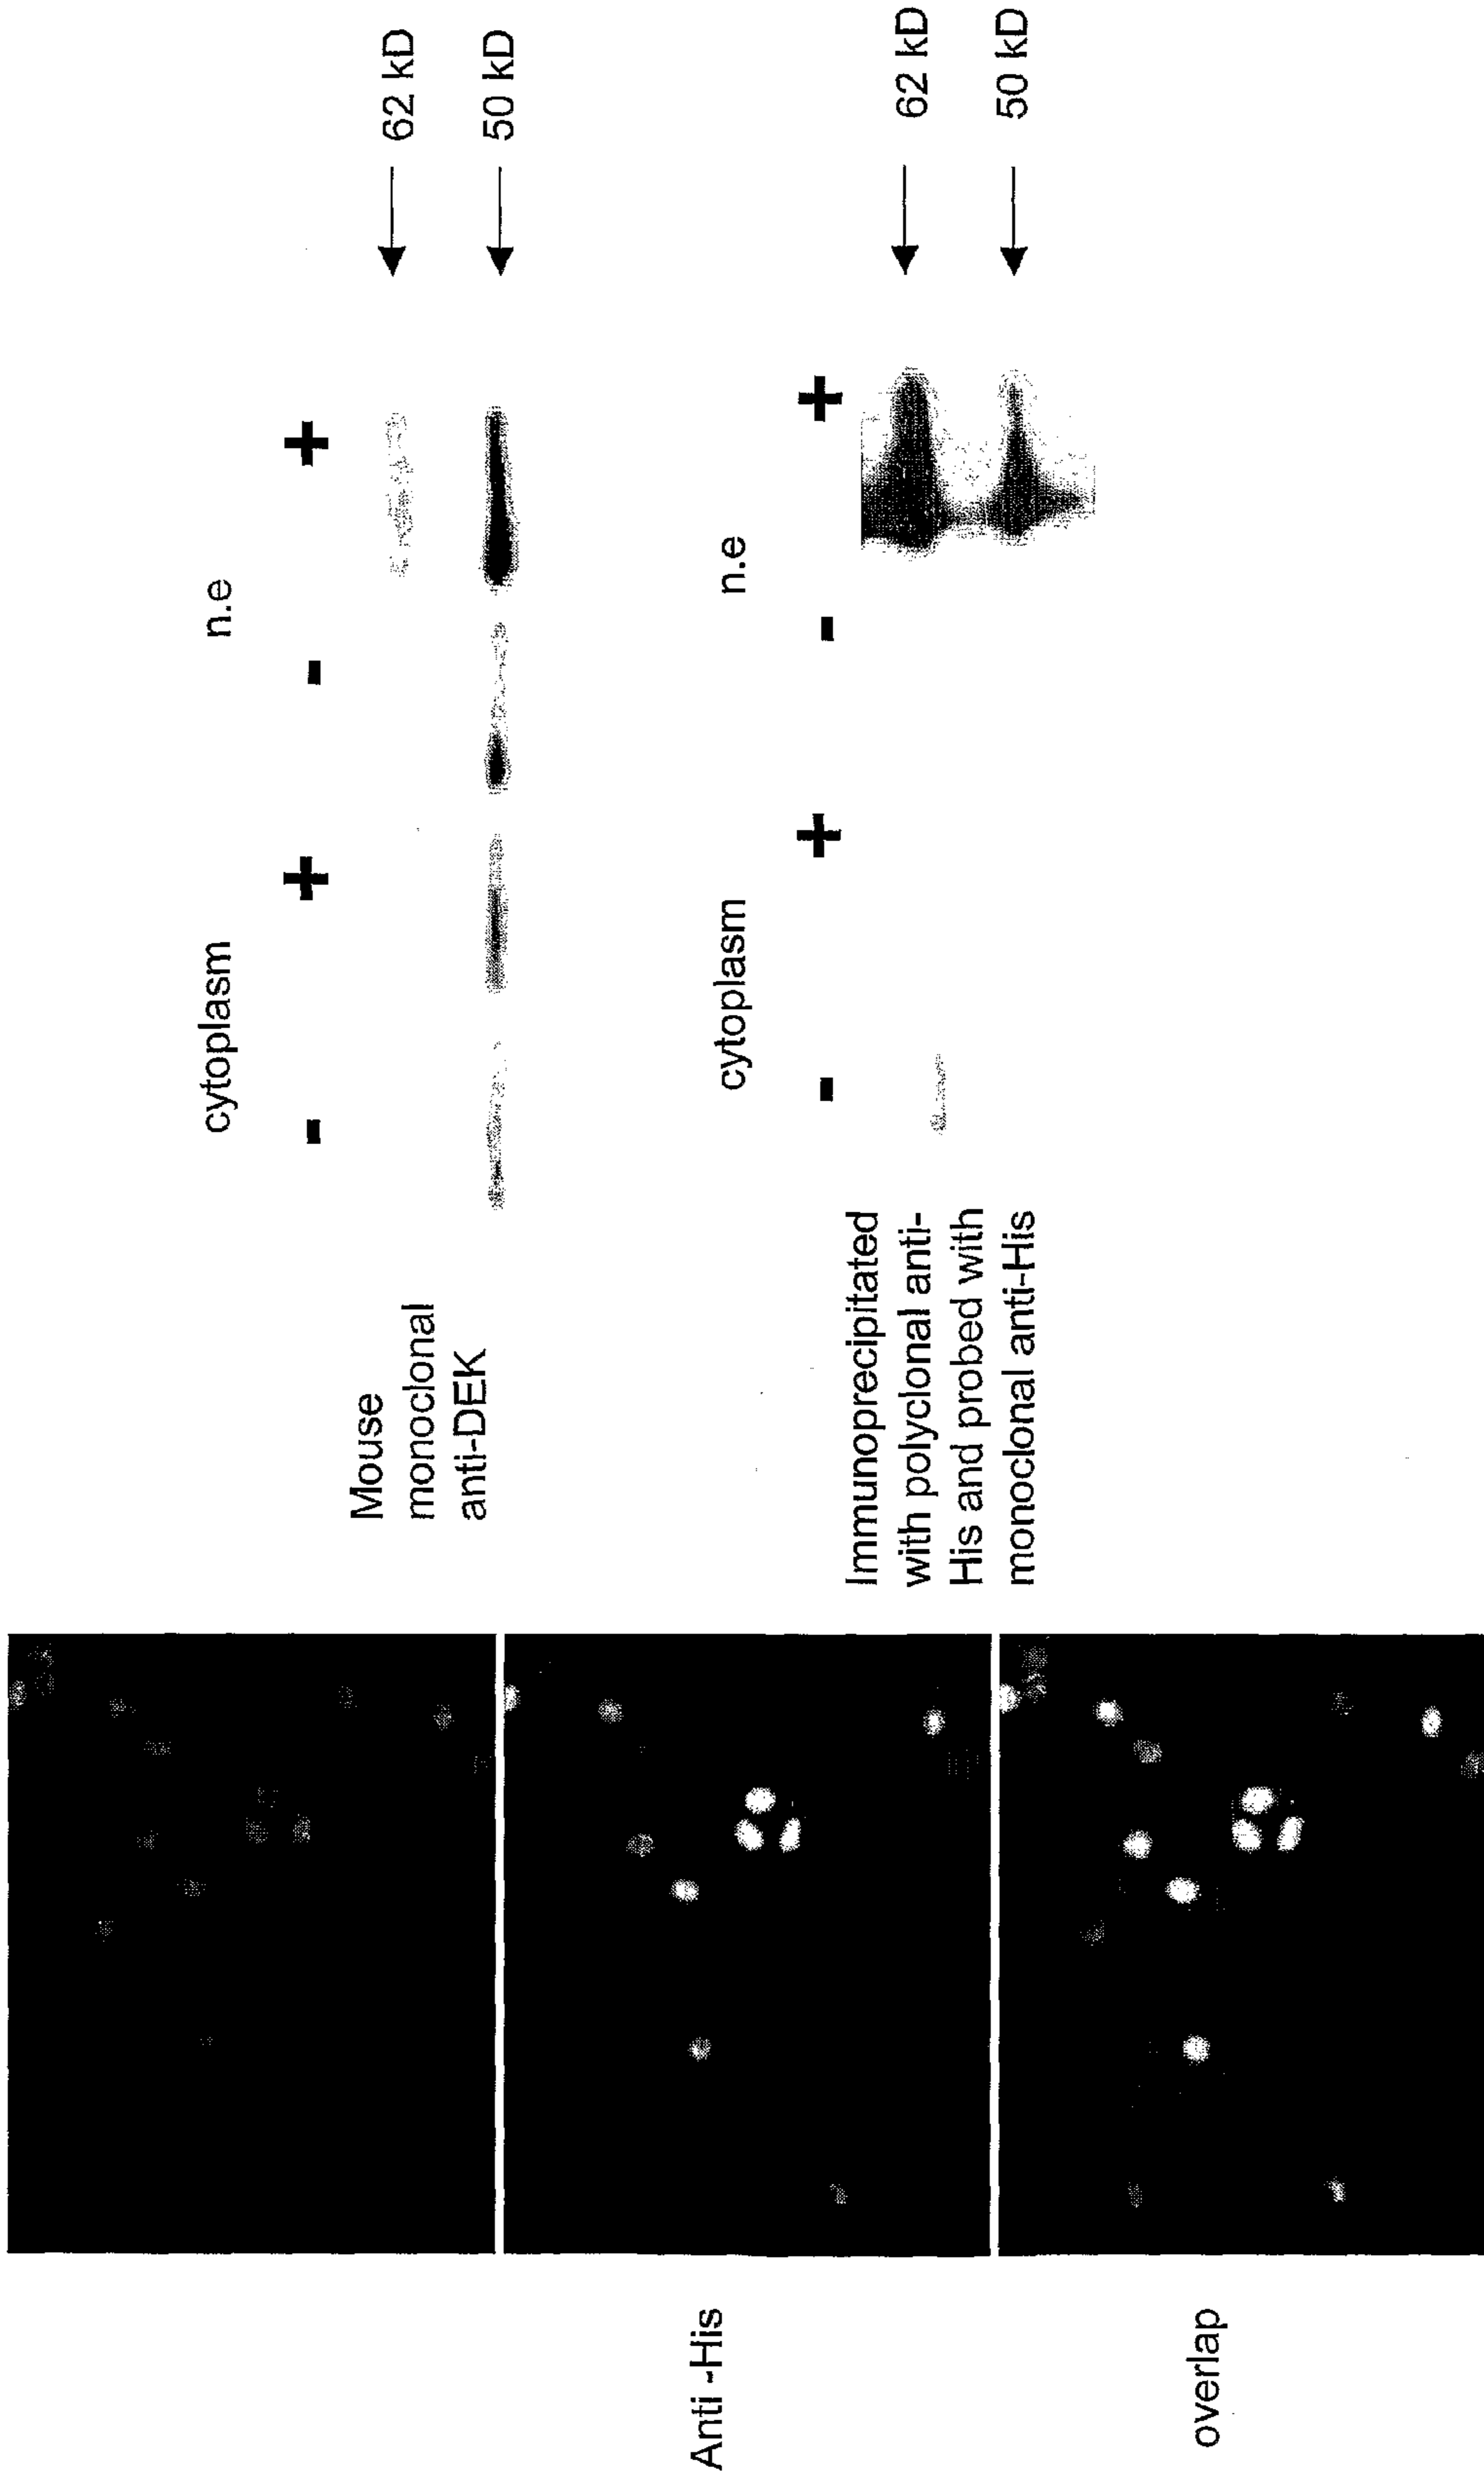 Anti -His
overlap
cytoplasm
n.e
-
+
-
+
Mouse
monoclonal
anti-DEK
62 kD
50 kD
cytoplasm
n.e
-
+
-
+
Immunoprecipitated
with polyclonal anti-
His and probed with
monoclonal anti-His
62 kD
50 kD